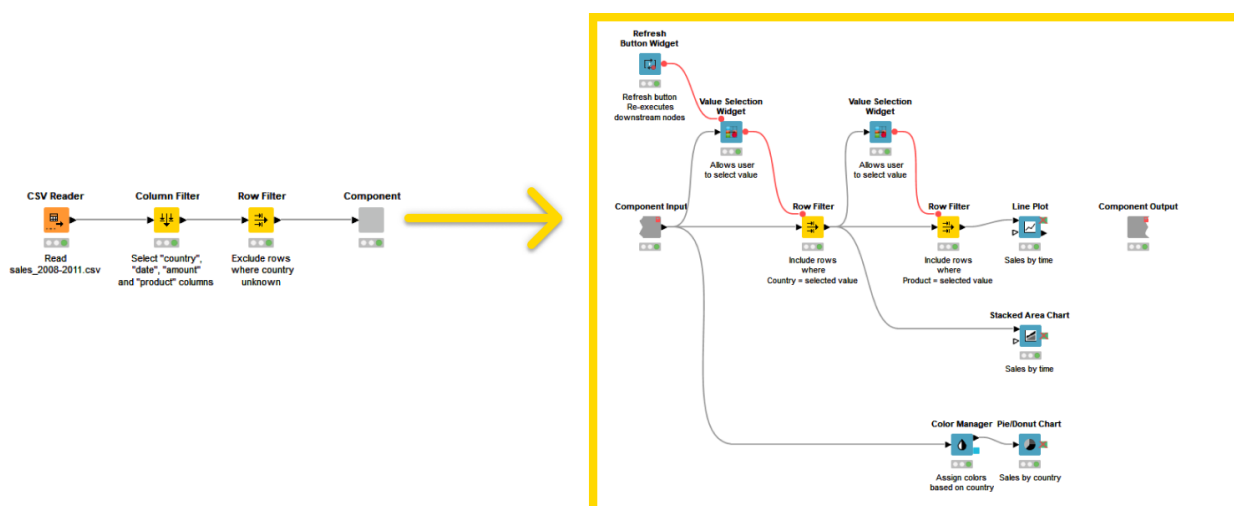 CSV Reader
Read
sales_2008-2011.csv
Column Filter
Select "country",
"date", "amount"
and "product" columns
Row Filter
Exclude rows
where country
unknown
Component
Refresh
Button Widget
Refresh button
Re-executes
downstream nodes
Value Selection
Widget
Allows user
to select value
Value Selection
Widget
Allows user
to select value
Component Input
Row Filter
Include rows
where
Country = selected value
Row Filter
Include rows
where
Product = selected value
Line Plot
Sales by time
Component Output
Stacked Area Chart
Sales by time
Color Manager
Assign colors
based on country
Pie/Donut Chart
Sales by country